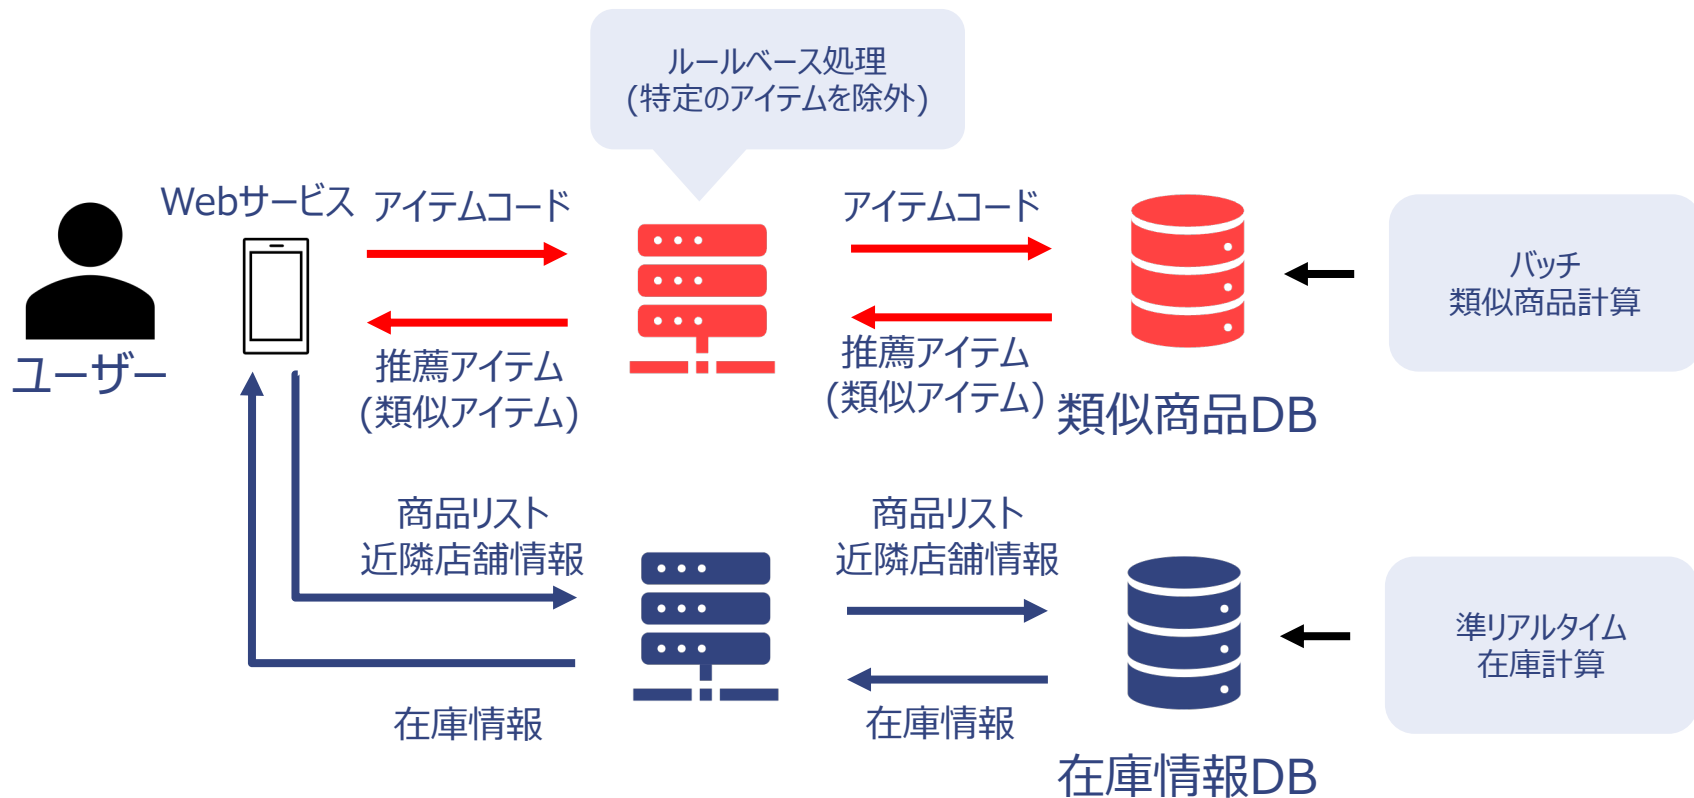 ルールベース処理
(特定のアイテムを除外)
Webサービス
アイテムコード
アイテムコード
バッチ
類似商品計算
ユーザー
推薦アイテム
(類似アイテム)
推薦アイテム
(類似アイテム)
類似商品DB
商品リスト
近隣店舗情報
商品リスト
近隣店舗情報
準リアルタイム
在庫計算
在庫情報
在庫情報
在庫情報DB